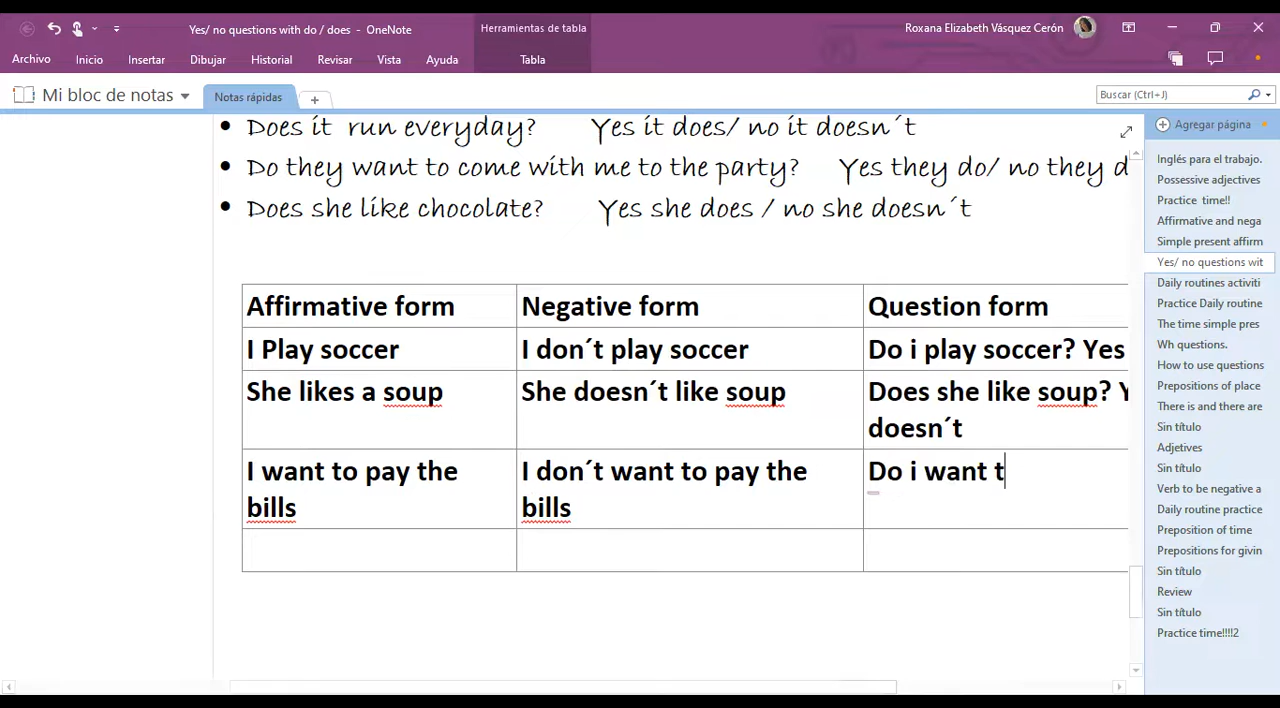 Yes/ no questions with do / does - OneNote
Herramientas de tabla
Roxana Elizabeth Vásquez Cerón
Archivo Inicio Insertar Dibujar Historial Revisar Vista Ayuda Tabla
Mi bloc de notas Notas rápidas
Buscar (Ctrl+J)
Does it run everyday? Yes it does/ no it doesn´t
Do they want to come with me to the party? Yes they do/ no they d
Does she like chocolate? Yes she does / no she doesn´t
Affirmative form Negative form Question form
I Play soccer I don´t play soccer Do i play soccer? Yes
She likes a soup She doesn´t like soup Does she like soup? Y
doesn´t
I want to pay the I don´t want to pay the Do i want t
bills bills
Agregar página
Inglés para el trabajo.
Possessive adjectives
Practice time!!
Affirmative and nega
Simple present affirm
Yes/ no questions wit
Daily routines activiti
Practice Daily routine
The time simple pres
Wh questions.
How to use questions
Prepositions of place
There is and there are
Sin título
Adjetives
Sin título
Verb to be negative a
Daily routine practice
Preposition of time
Prepositions for givin
Sin título
Review
Sin título
Practice time!!!!2